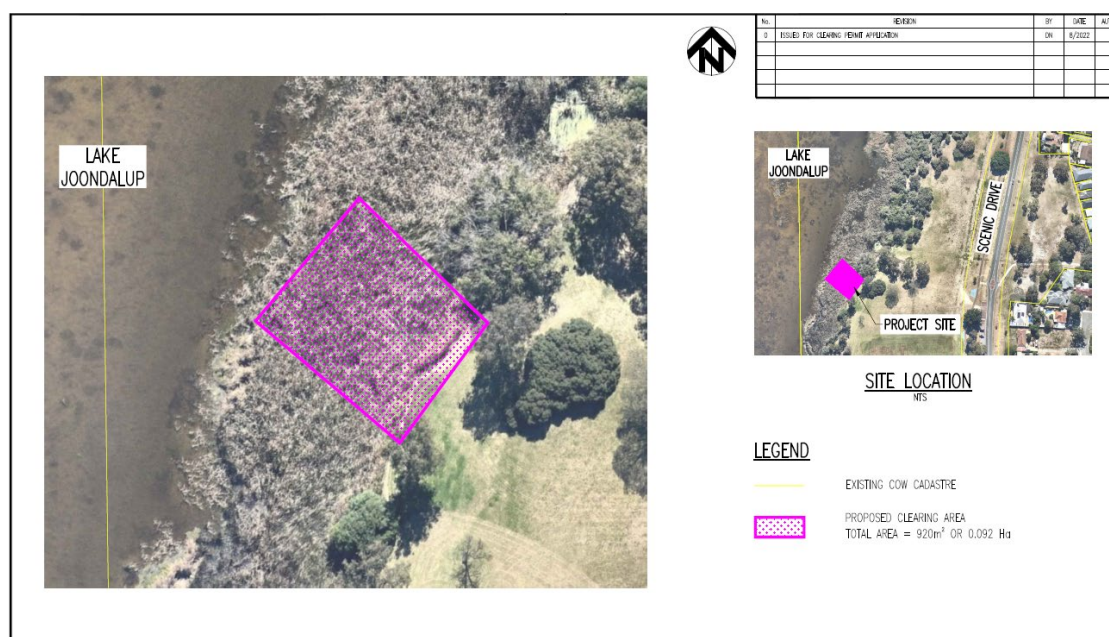 N
No. REVISION BY DATE
0 ISSUED FOR CLEARING PERMIT APPLICATION DN 8/2022
LAKE
JOONDALUP
LAKE
JOONDALUP
SCENIC DRIVE
PROJECT SITE
SITE LOCATION
NTS
LEGEND
EXISTING COW CADASTRE
PROPOSED CLEARING AREA
TOTAL AREA = 920m² OR 0.092 Ha